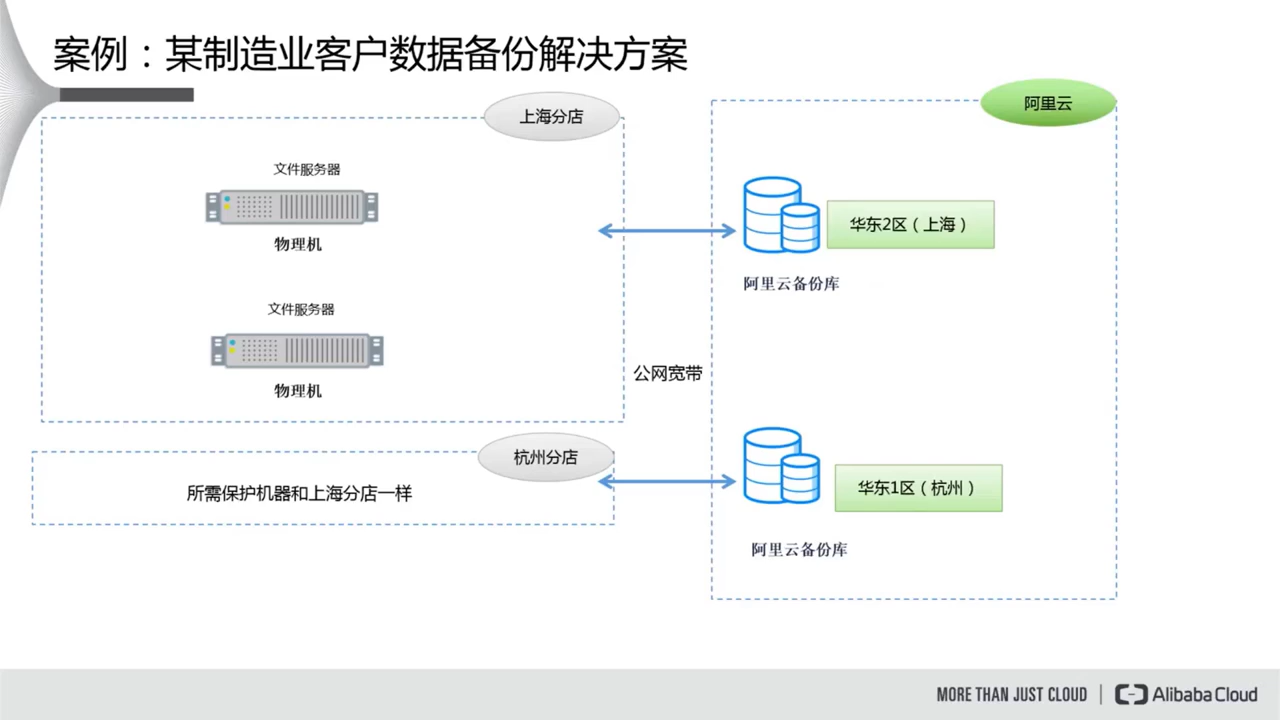 案例：某制造业客户数据备份解决方案
上海分店
阿里云
文件服务器
物理机
华东2区（上海）
阿里云备份库
文件服务器
物理机
公网宽带
杭州分店
所需保护机器和上海分店一样
华东1区（杭州）
阿里云备份库
MORE THAN JUST CLOUD | Alibaba Cloud